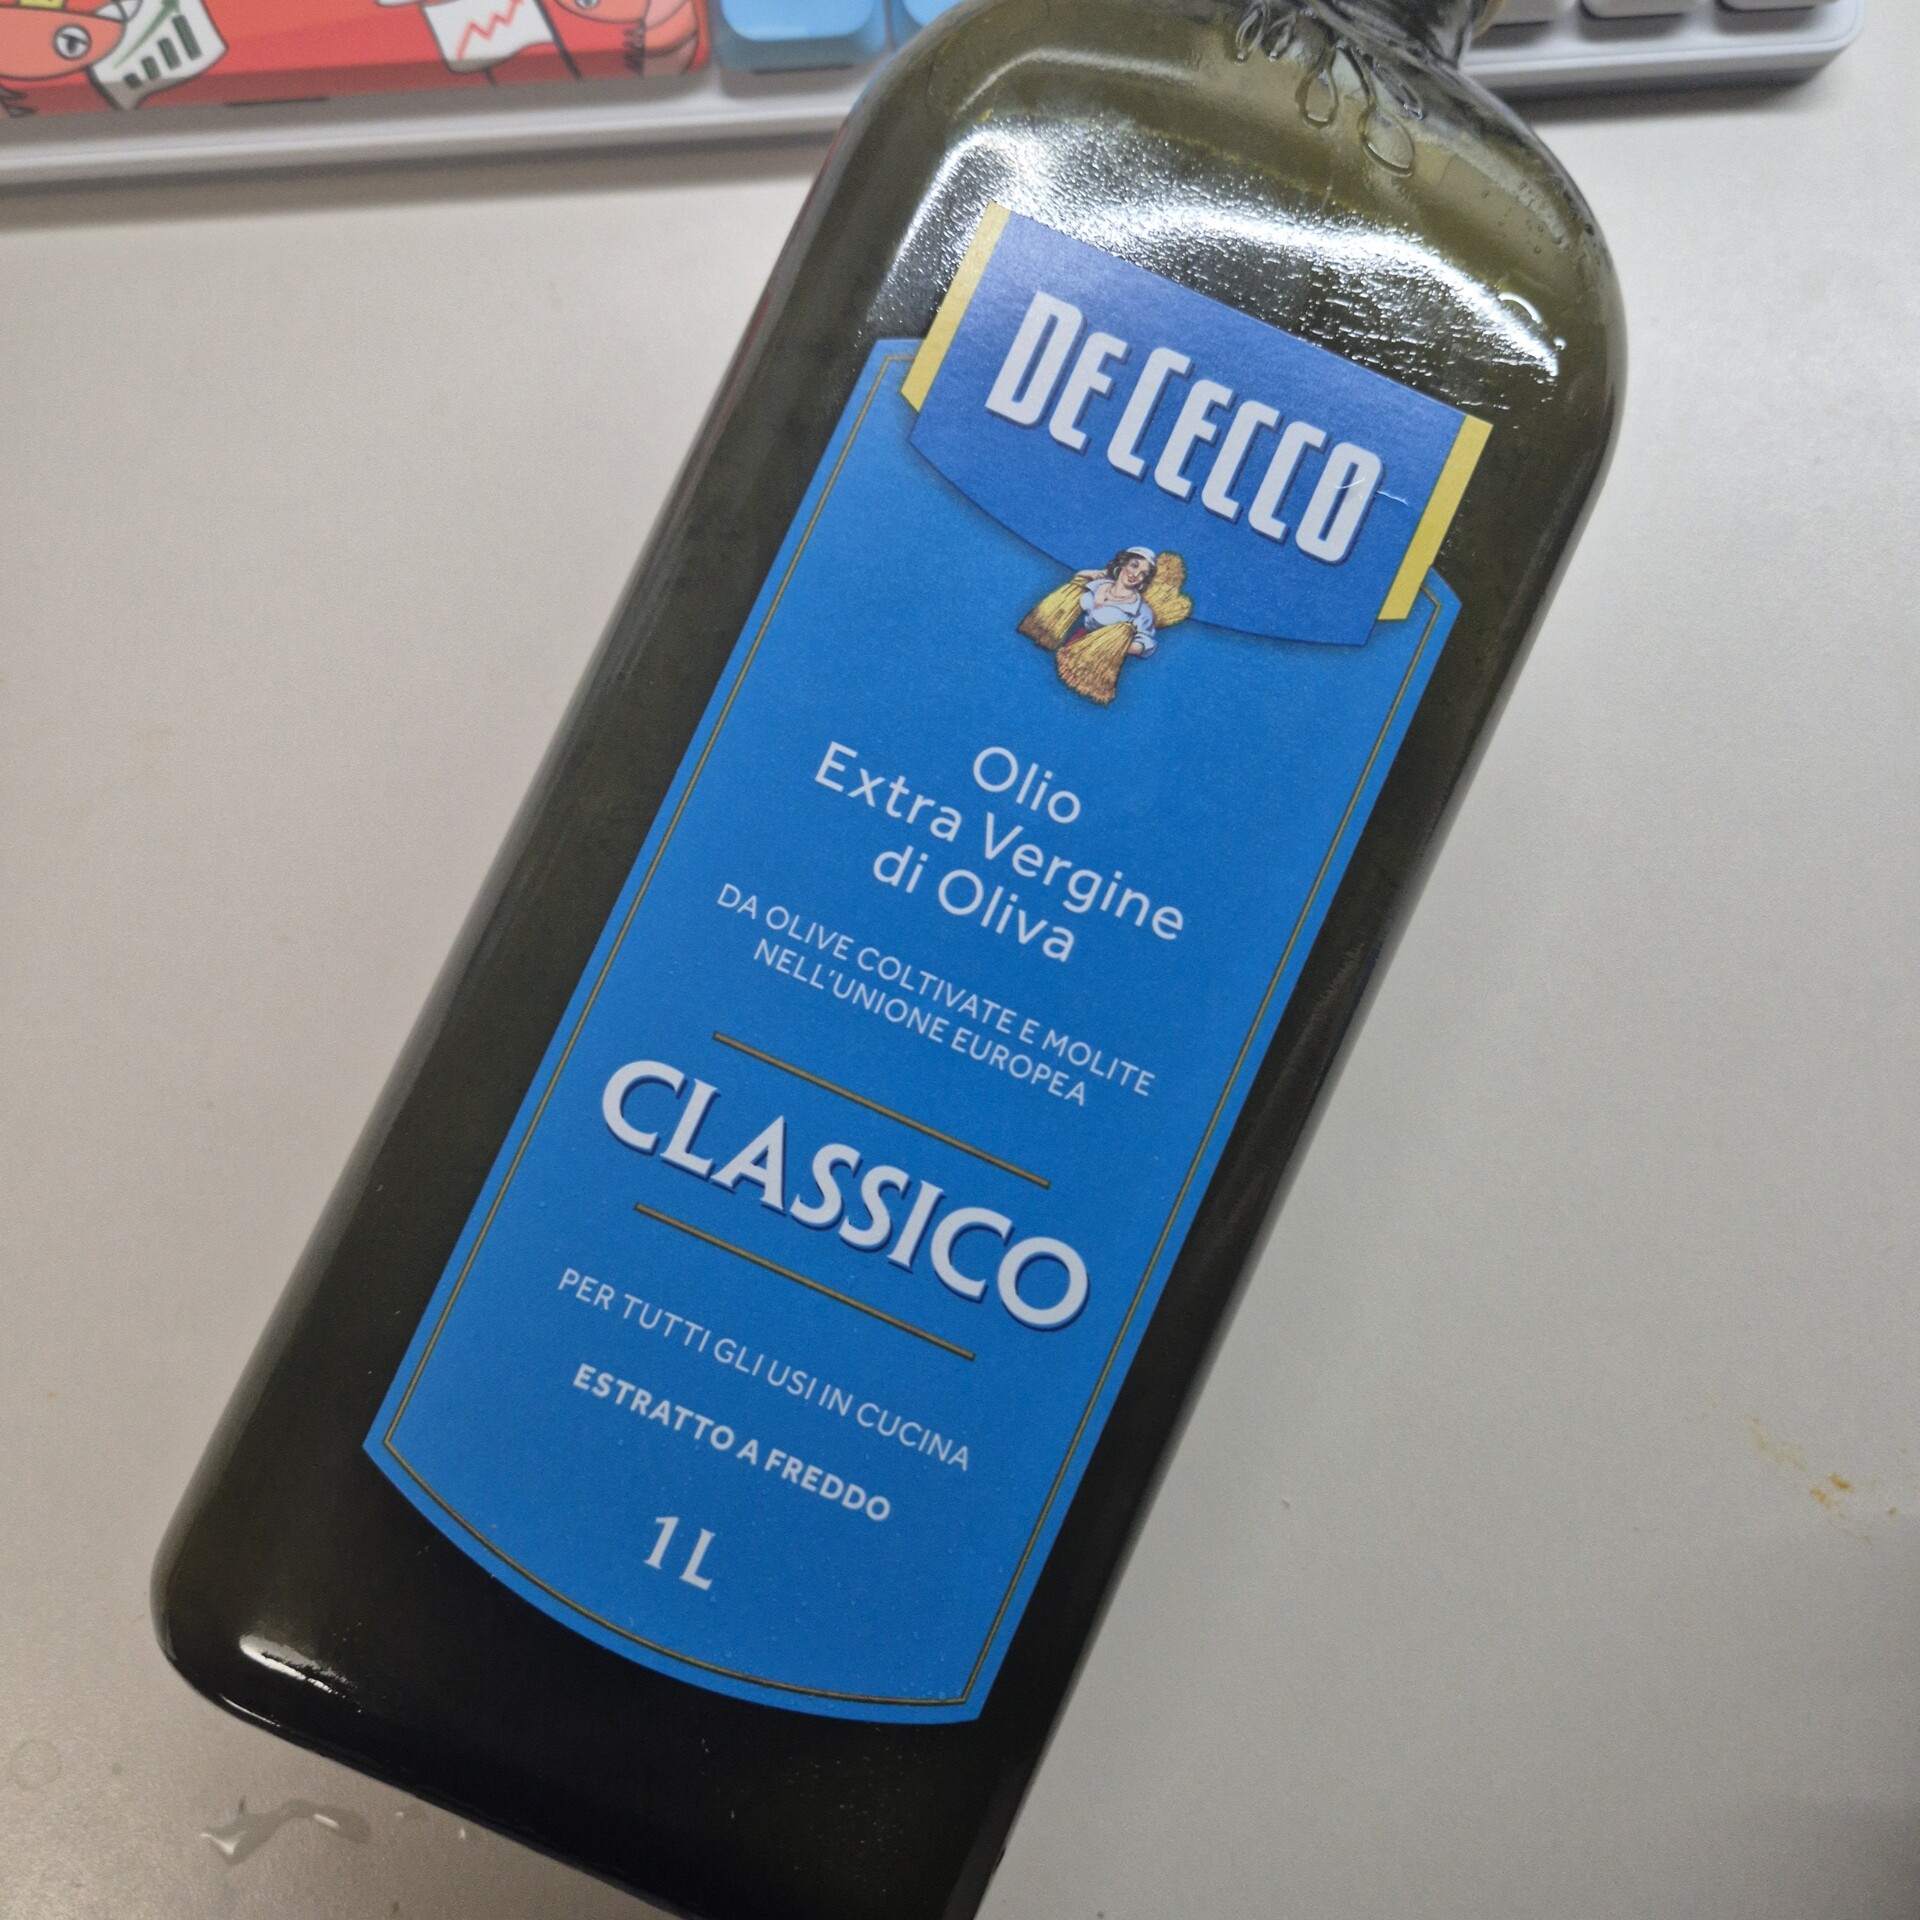 DE CECCO
Olio
Extra Vergine
di Oliva
DA OLIVE COLTIVATE E MOLITE
NELL'UNIONE EUROPEA
CLASSICO
PER TUTTI GLI USI IN CUCINA
ESTRATTO A FREDDO
1 L